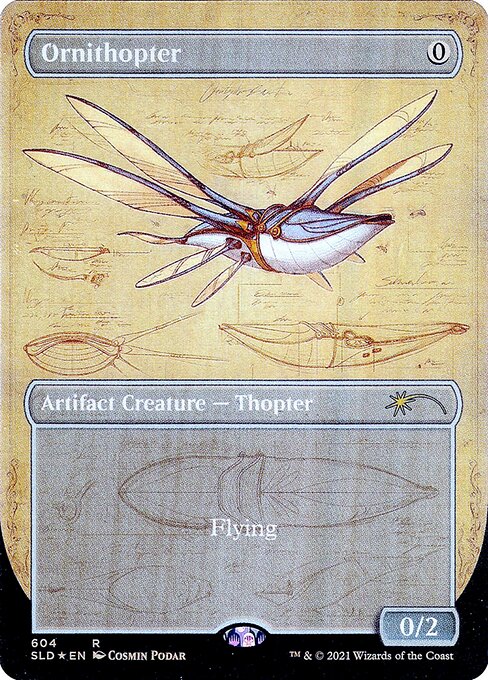 Ornithopter
0
Artifact Creature — Thopter
Flying
0/2
604 R
SLD ★ EN Cosmin Podar
™ & © 2021 Wizards of the Coast